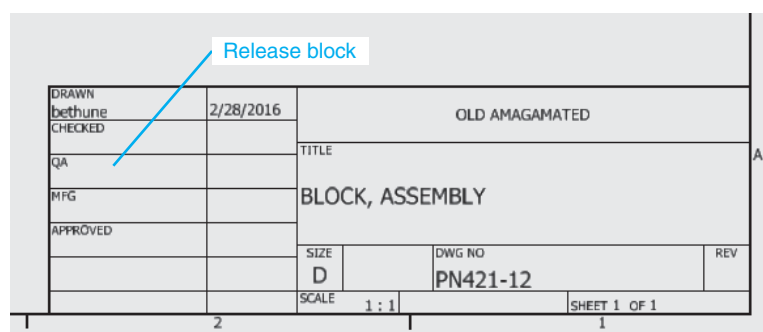 Release block
DRAWN
bethune 2/28/2016
CHECKED
QA
MFG
APPROVED
OLD AMAGAMATED
TITLE
BLOCK, ASSEMBLY
SIZE
D
DWG NO
PN421-12
REV
SCALE 1 : 1
SHEET 1 OF 1
A
2 1